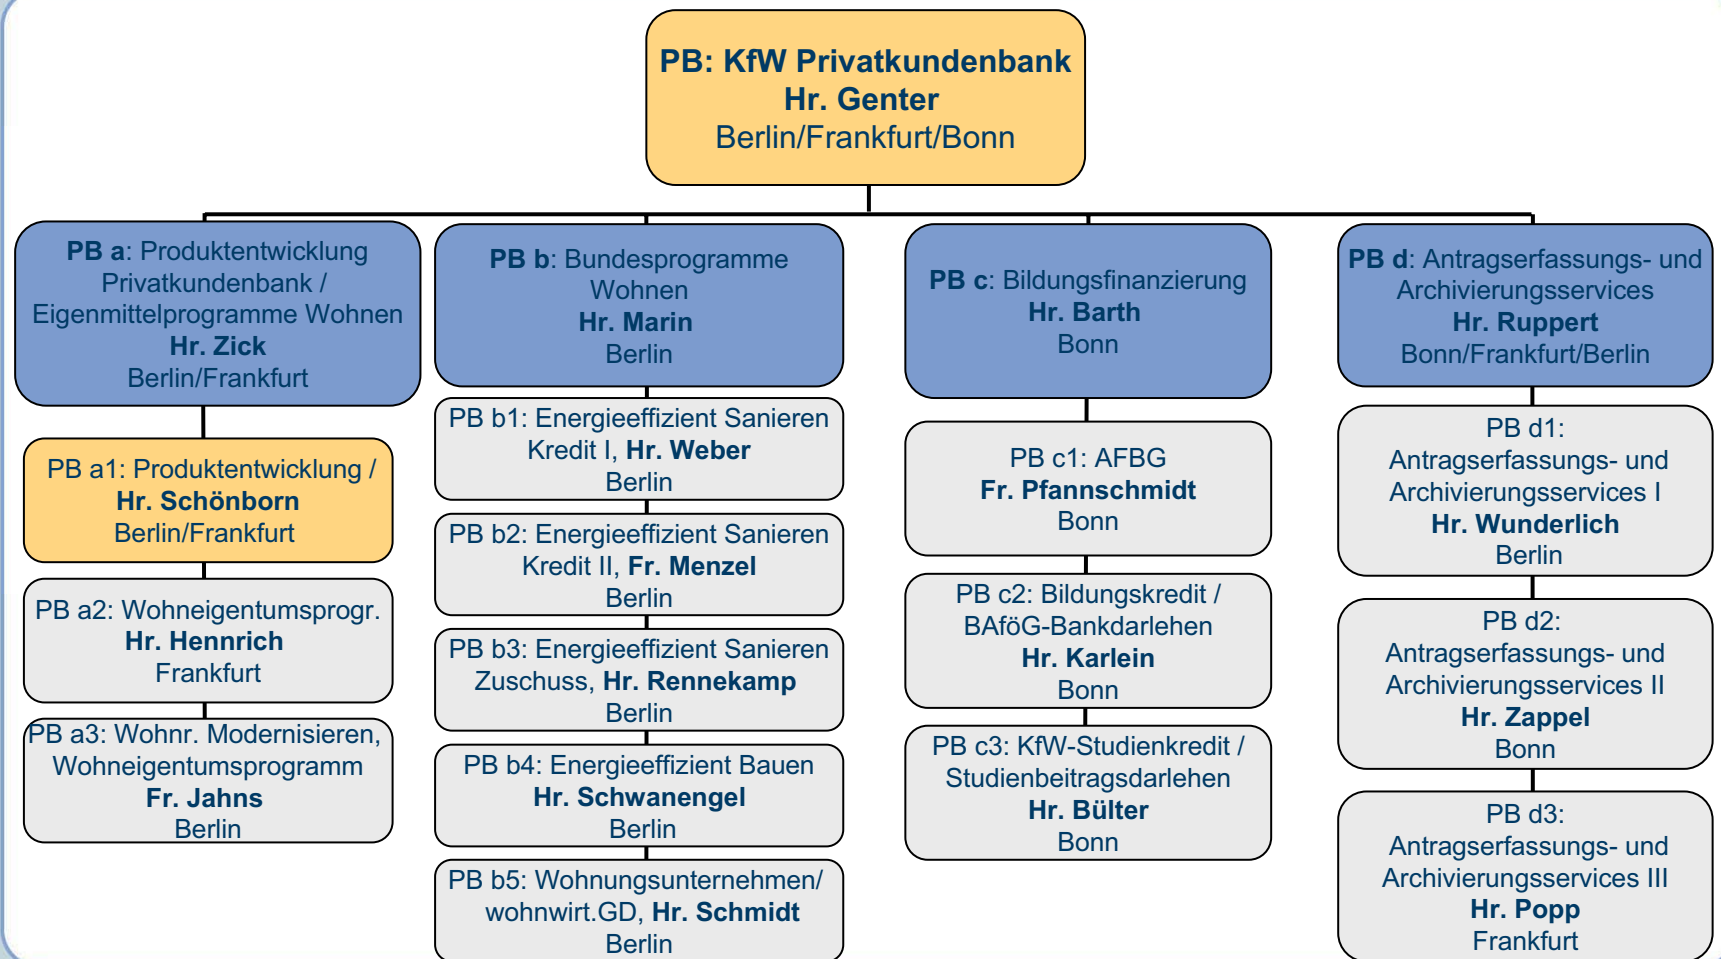 PB: KfW Privatkundenbank
Hr. Genter
Berlin/Frankfurt/Bonn
PB a: Produktentwicklung
Privatkundenbank /
Eigenmittelprogramme Wohnen
Hr. Zick
Berlin/Frankfurt
PB a1: Produktentwicklung /
Hr. Schönborn
Berlin/Frankfurt
PB a2: Wohneigentumsprogr.
Hr. Hennrich
Frankfurt
PB a3: Wohnr. Modernisieren,
Wohneigentumsprogramm
Fr. Jahns
Berlin
PB b: Bundesprogramme
Wohnen
Hr. Marin
Berlin
PB b1: Energieeffizient Sanieren
Kredit I, Hr. Weber
Berlin
PB b2: Energieeffizient Sanieren
Kredit II, Fr. Menzel
Berlin
PB b3: Energieeffizient Sanieren
Zuschuss, Hr. Rennekamp
Berlin
PB b4: Energieeffizient Bauen
Hr. Schwanengel
Berlin
PB b5: Wohnungsunternehmen/
wohnwirt.GD, Hr. Schmidt
Berlin
PB c: Bildungsfinanzierung
Hr. Barth
Bonn
PB c1: AFBG
Fr. Pfannschmidt
Bonn
PB c2: Bildungskredit /
BAföG-Bankdarlehen
Hr. Karlein
Bonn
PB c3: KfW-Studienkredit /
Studienbeitragsdarlehen
Hr. Bülter
Bonn
PB d: Antragserfassungs- und
Archivierungsservices
Hr. Ruppert
Bonn/Frankfurt/Berlin
PB d1:
Antragserfassungs- und
Archivierungsservices I
Hr. Wunderlich
Berlin
PB d2:
Antragserfassungs- und
Archivierungsservices II
Hr. Zappel
Bonn
PB d3:
Antragserfassungs- und
Archivierungsservices III
Hr. Popp
Frankfurt